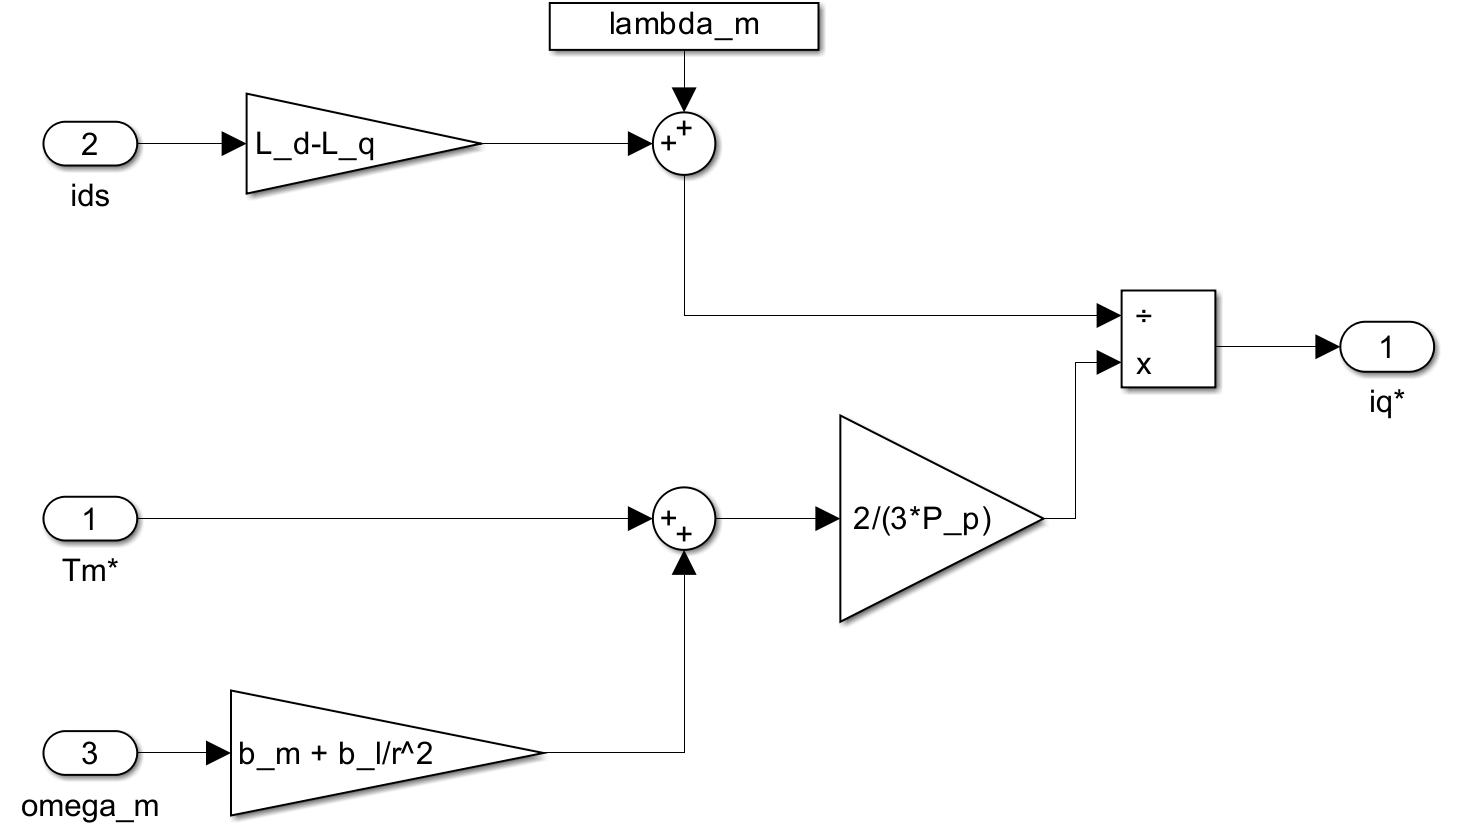 lambda_m
+
2
L_d-L_q
+
ids
÷
1
x
iq*
1
+
2/(3*P_p)
+
Tm*
3
b_m + b_l/r^2
omega_m